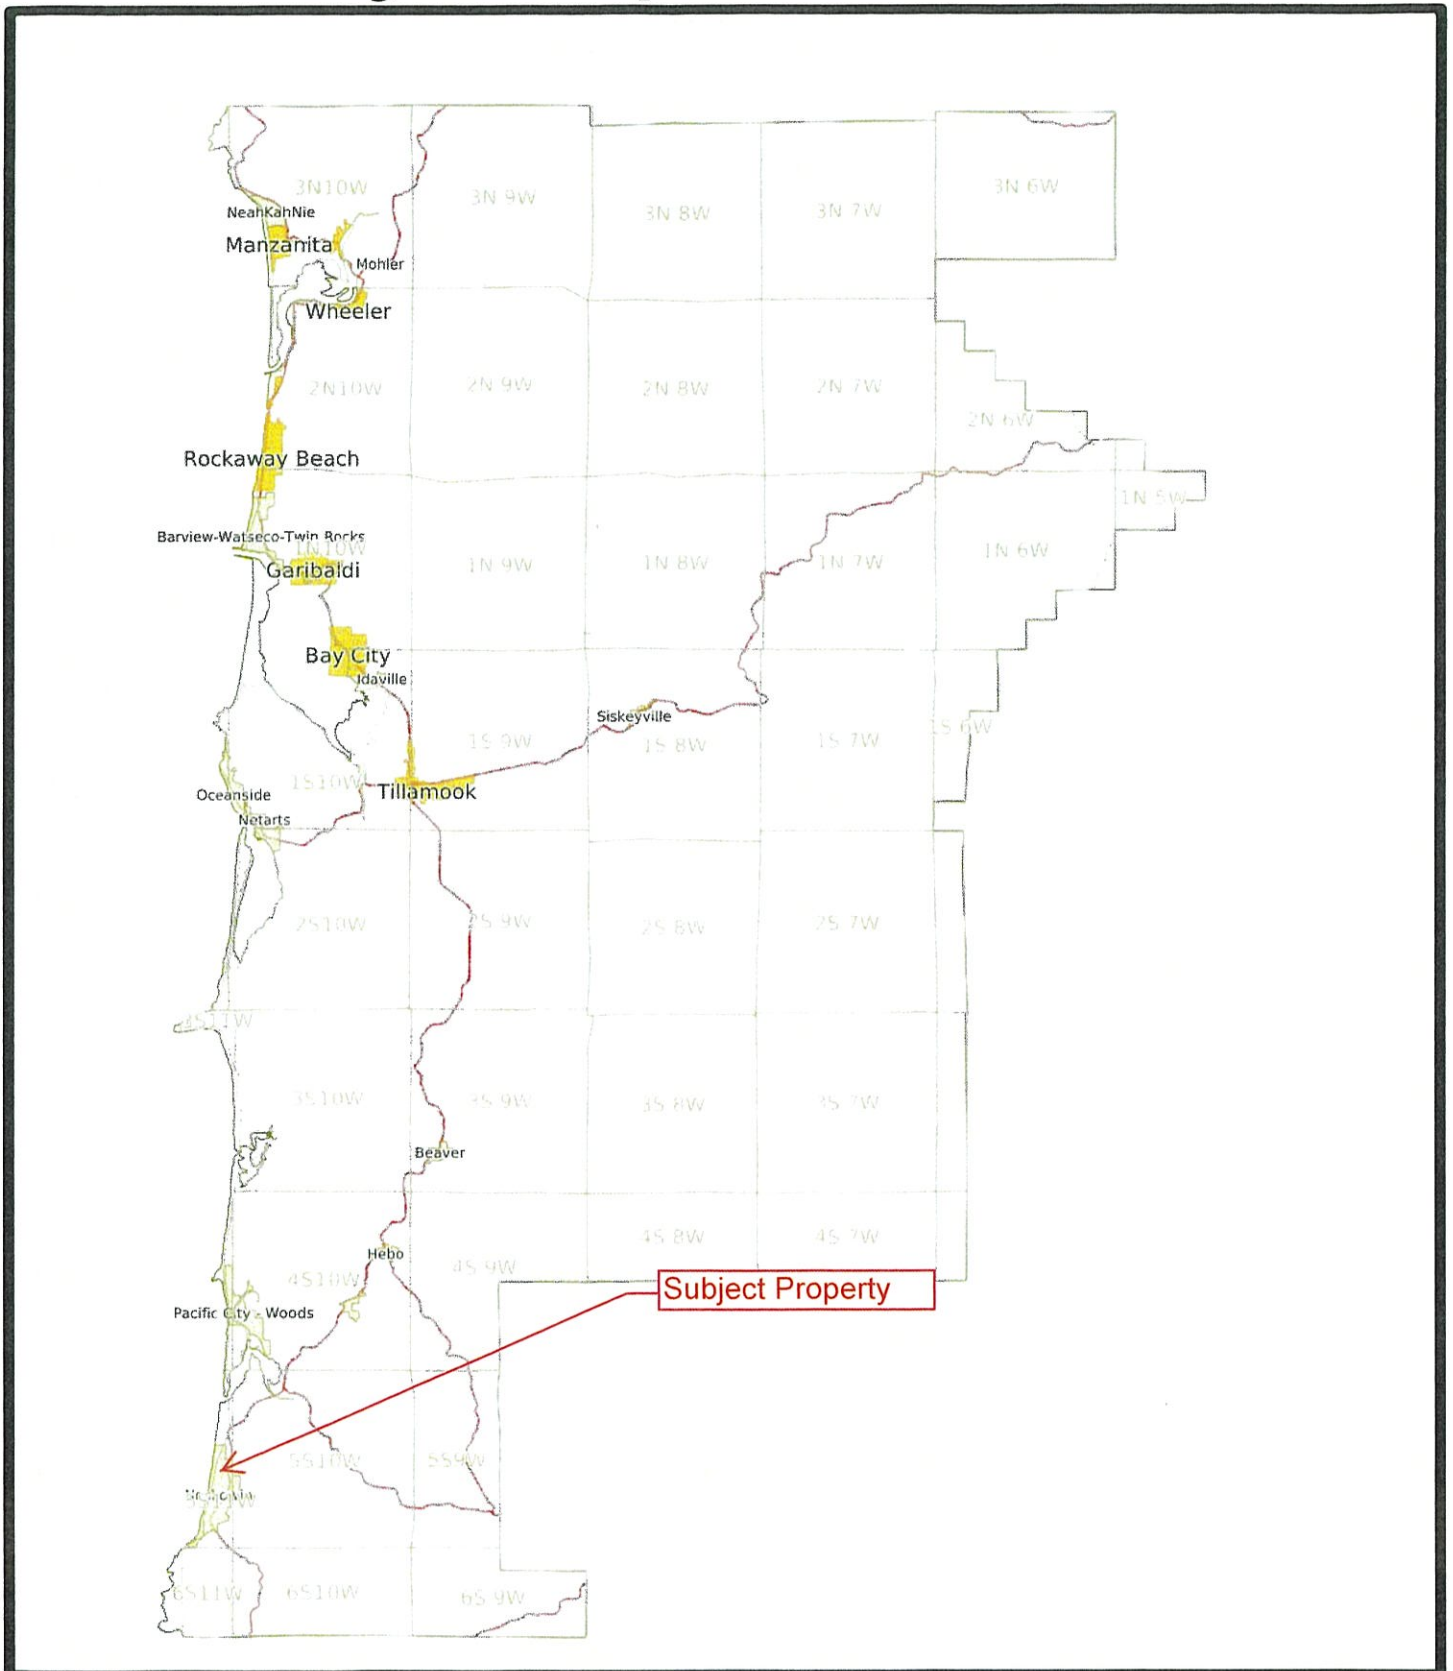 3N10W
3N 9W
3N 8W
3N 7W
3N 6W
NeahKahNie
Manzanita
Mohler
Wheeler
2N10W
2N 9W
2N 8W
2N 7W
2N 6W
Rockaway Beach
1N 5W
Barview-Watseco-Twin Rocks
1N10W
1N 9W
1N 8W
1N 7W
1N 6W
Garibaldi
Bay City
Idaville
Siskeyville
1S 9W
1S 8W
1S 7W
1S 6W
1S10W
Tillamook
Oceanside
Netarts
2S10W
2S 9W
2S 8W
2S 7W
4S11W
3S10W
3S 9W
3S 8W
3S 7W
Beaver
4S 8W
4S 7W
Hebo
4S10W
4S 9W
Subject Property
Pacific City - Woods
5S10W
5S9W
5S11W
6S11W
6S10W
6S 9W